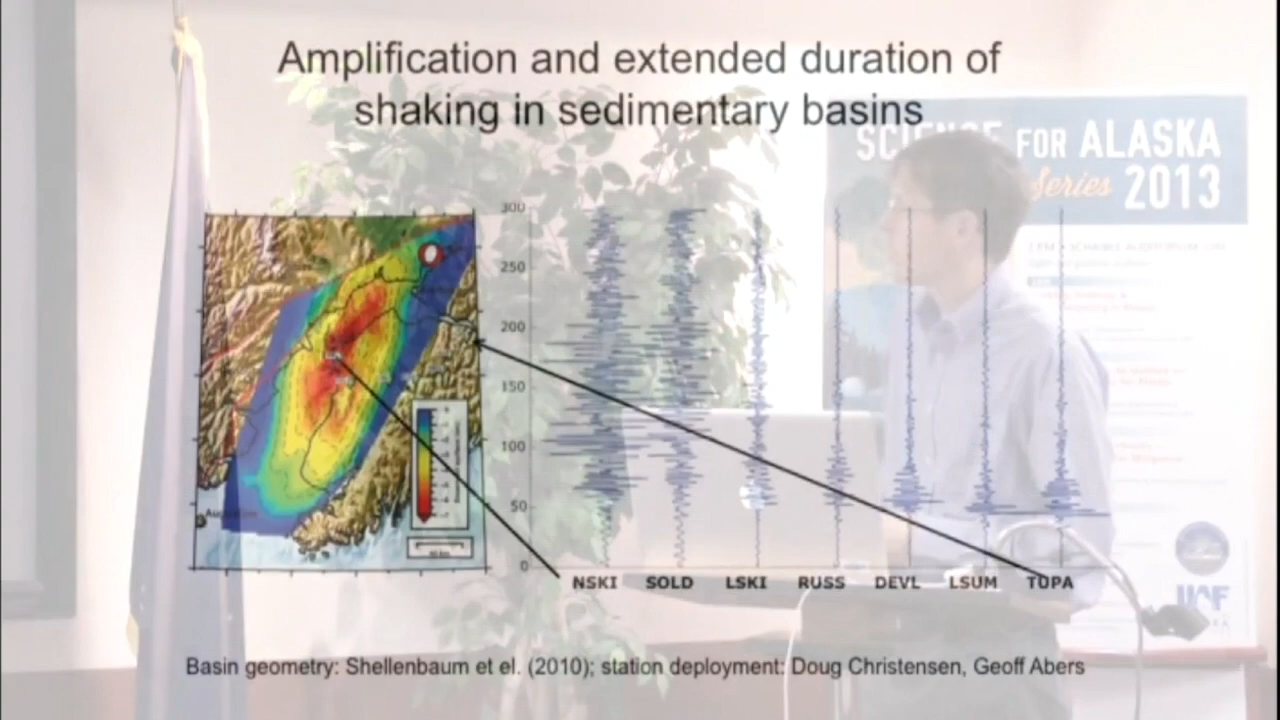 Amplification and extended duration of
shaking in sedimentary basins
SCIENCE FOR ALASKA
Series 2013
300
250
200
150
100
50
0
NSKI SOLD LSKI RUSS DEVL LSUM TUPA
UAF
Basin geometry: Shellenbaum et el. (2010); station deployment: Doug Christensen, Geoff Abers